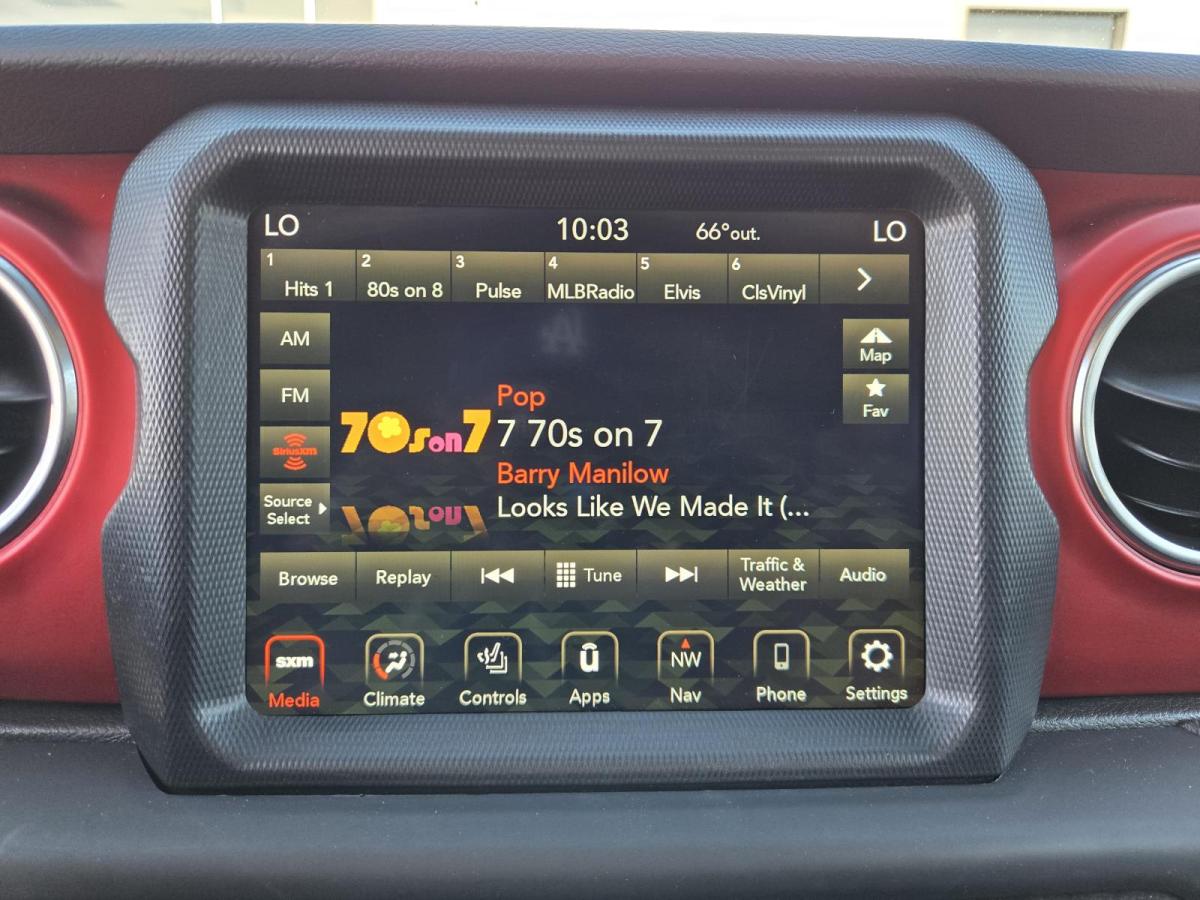 LO 10:03 66° out. LO
1 2 3 4 5 6
Hits 1 80s on 8 Pulse MLBRadio Elvis ClsVinyl
AM
Map
FM
Fav
SiriusXM
Source
Select
70s on 7
Pop
7 70s on 7
Barry Manilow
Looks Like We Made It (...
Browse Replay Tune Traffic &
Weather Audio
sxm
Media
Climate
Controls
ū
Apps
NW
Nav
Phone
Settings